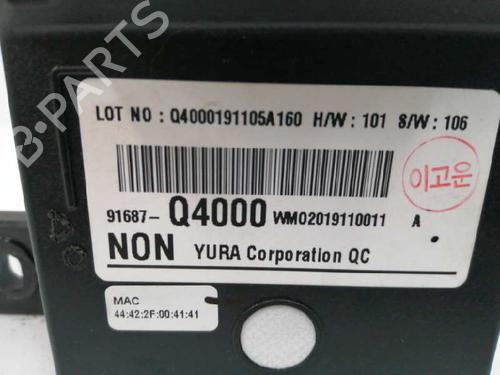 B-PARTS
LOT NO : Q4000191105A160 H/W : 101 S/W : 106
이고운
91687- Q4000 WM02019110011 A
NON YURA Corporation QC
MAC
44:42:2F:00:41:41